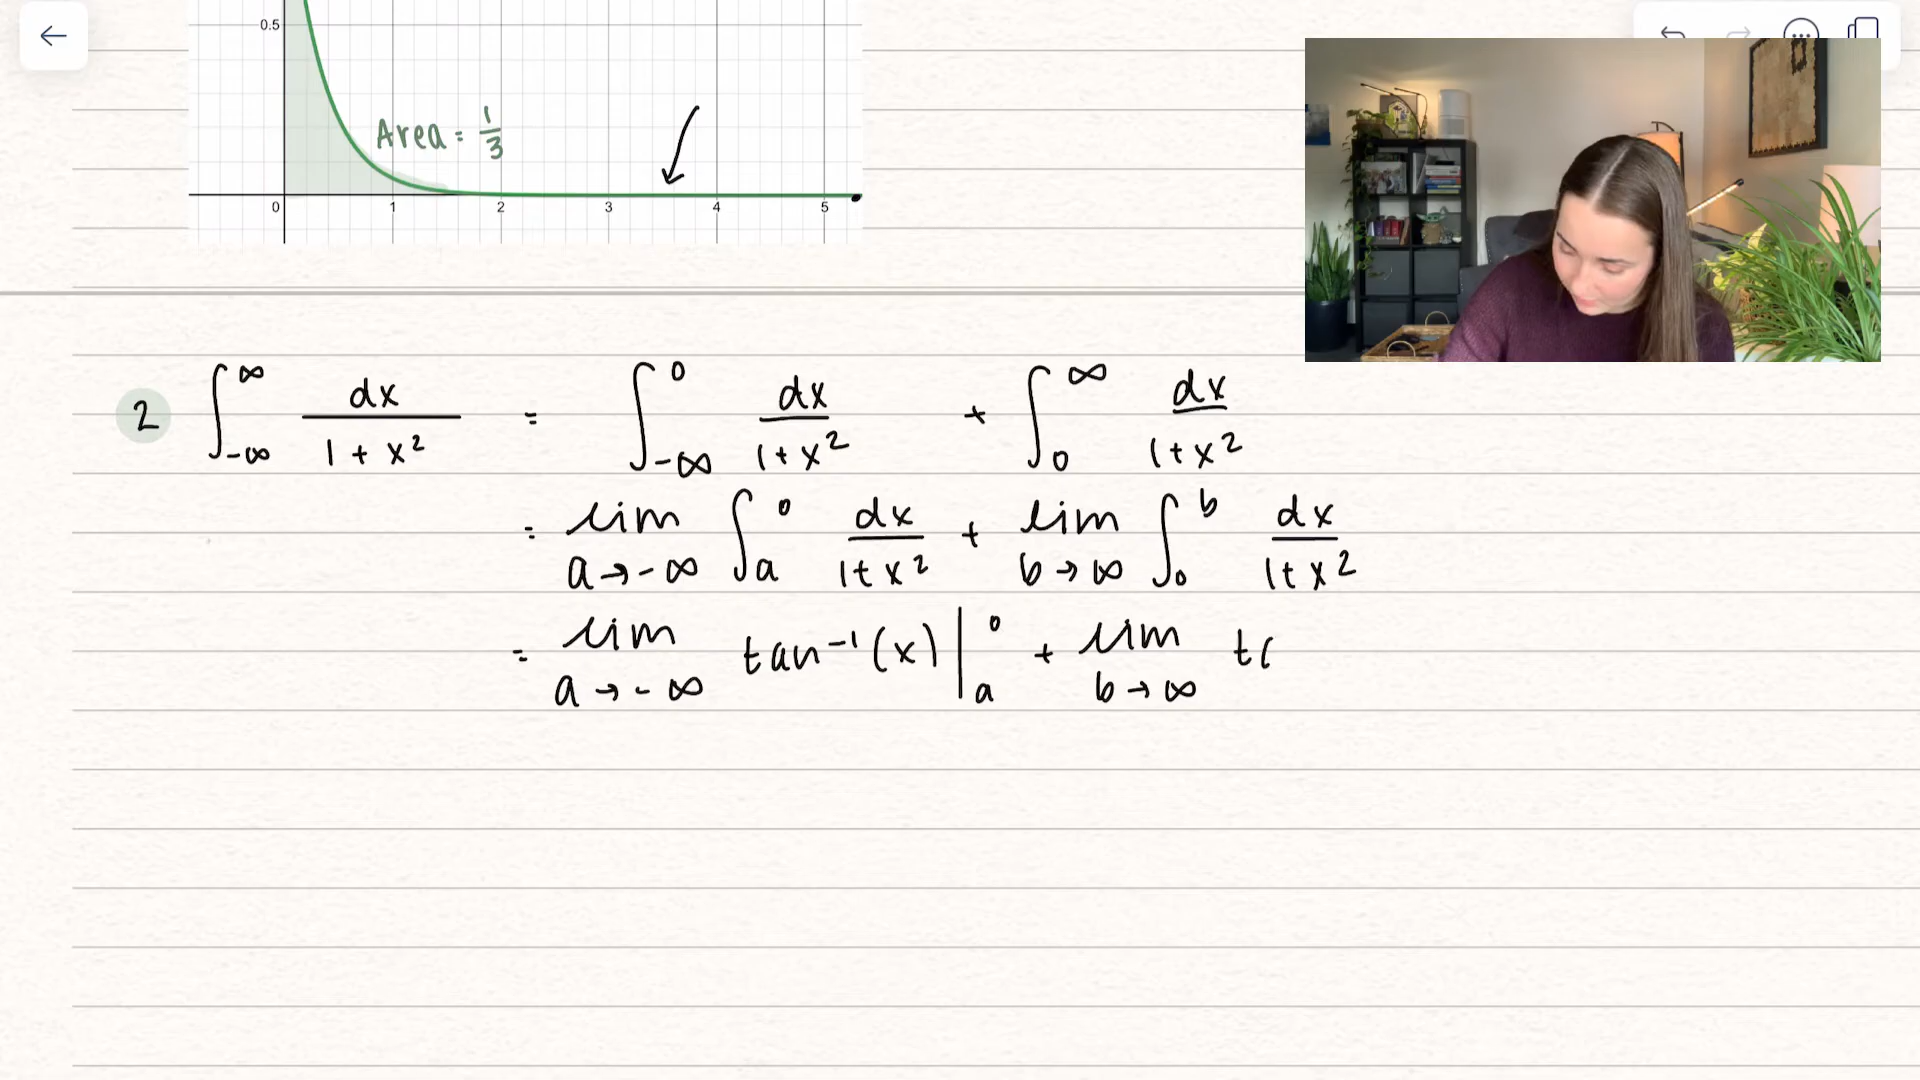 0.5
Area = 1/3
0 1 2 3 4 5
2 ∫_{-∞}^{∞} dx/(1 + x²) = ∫_{-∞}^{0} dx/(1+x²) + ∫_{0}^{∞} dx/(1+x²)
= lim_{a→-∞} ∫_{a}^{0} dx/(1+x²) + lim_{b→∞} ∫_{0}^{b} dx/(1+x²)
= lim_{a→-∞} tan⁻¹(x)|_{a}^{0} + lim_{b→∞} t